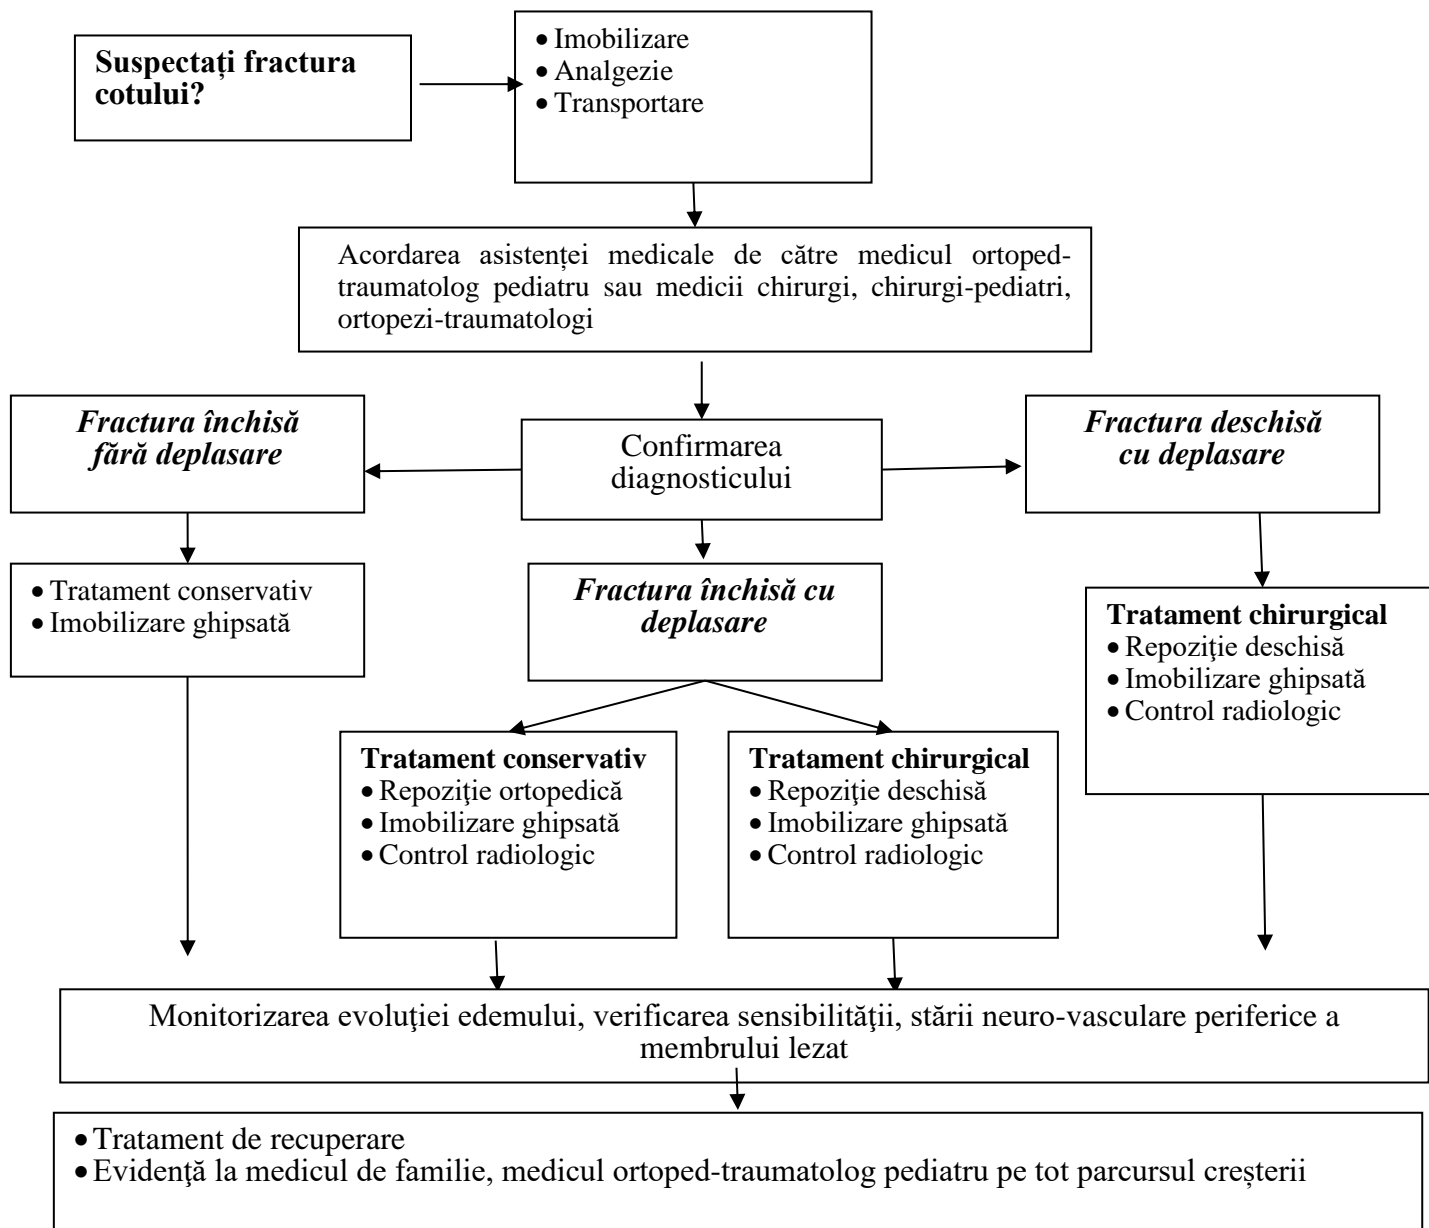 Suspectați fractura
cotului?
• Imobilizare
• Analgezie
• Transportare
Acordarea asistenței medicale de către medicul ortoped-
traumatolog pediatru sau medicii chirurgi, chirurgi-pediatri,
ortopezi-traumatologi
Fractura închisă
fără deplasare
Confirmarea
diagnosticului
Fractura deschisă
cu deplasare
• Tratament conservativ
• Imobilizare ghipsată
Fractura închisă cu
deplasare
Tratament chirurgical
• Repoziţie deschisă
• Imobilizare ghipsată
• Control radiologic
Tratament conservativ
• Repoziţie ortopedică
• Imobilizare ghipsată
• Control radiologic
Tratament chirurgical
• Repoziţie deschisă
• Imobilizare ghipsată
• Control radiologic
Monitorizarea evoluţiei edemului, verificarea sensibilităţii, stării neuro-vasculare periferice a
membrului lezat
• Tratament de recuperare
• Evidenţă la medicul de familie, medicul ortoped-traumatolog pediatru pe tot parcursul creșterii